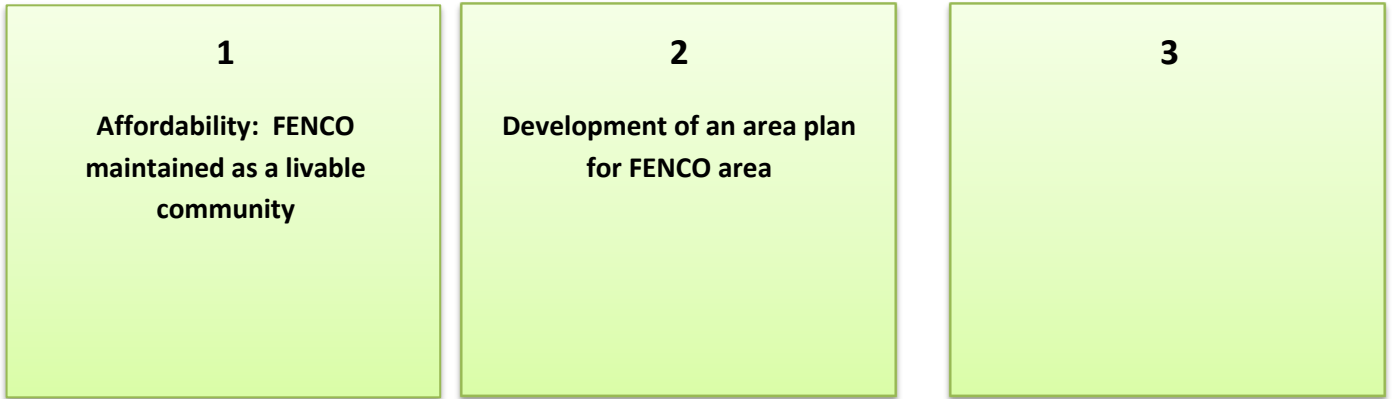 1
Affordability:  FENCO
maintained as a livable
community
2
Development of an area plan
for FENCO area
3